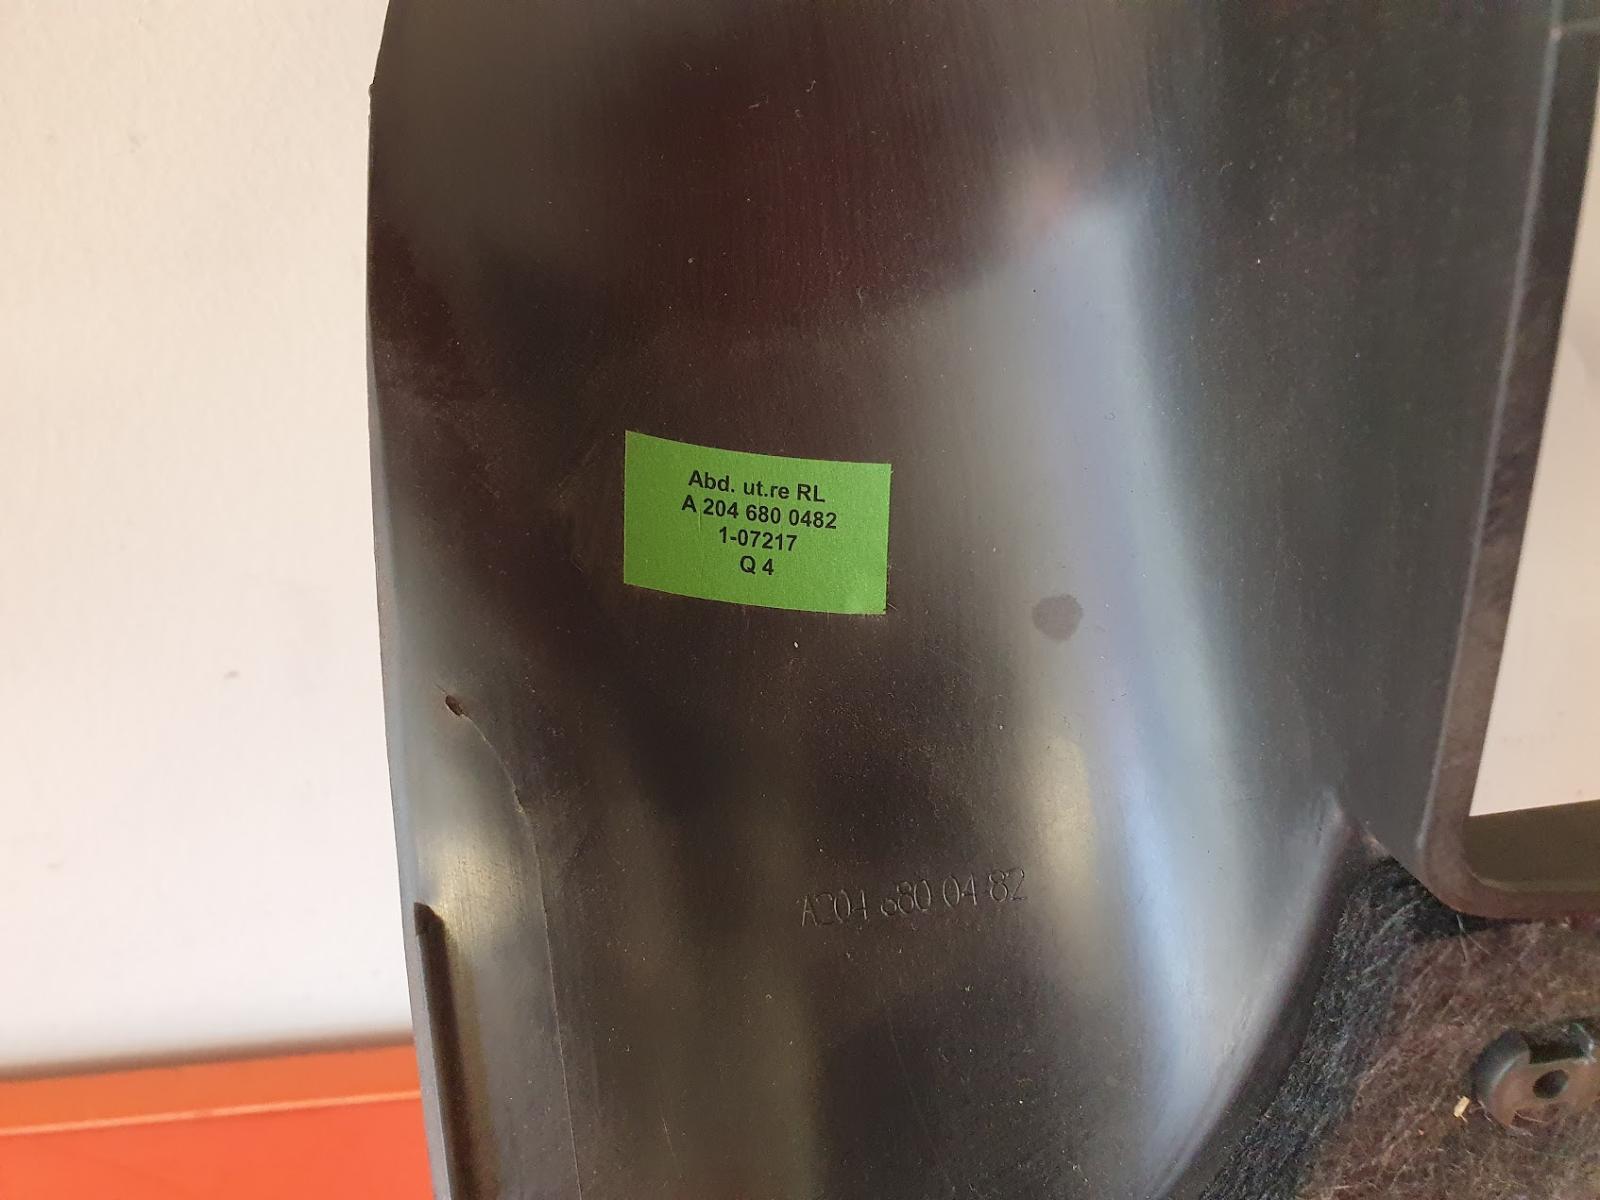 Abd. ut.re RL
A 204 680 0482
1-07217
Q 4
A204 680 04 82